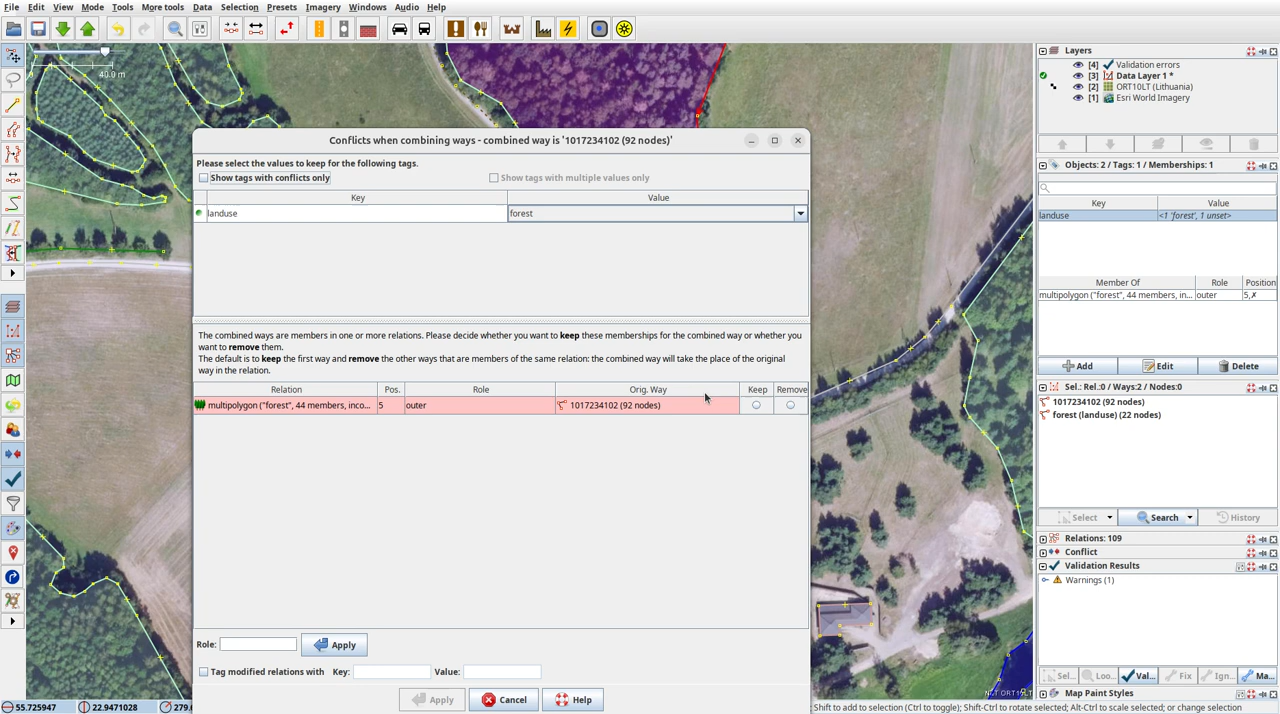 File Edit View Mode Tools More tools Data Selection Presets Imagery Windows Audio Help
0 40.0 m
Conflicts when combining ways - combined way is '1017234102 (92 nodes)'
Please select the values to keep for the following tags.
Show tags with conflicts only Show tags with multiple values only
Key Value
landuse forest
The combined ways are members in one or more relations. Please decide whether you want to keep these memberships for the combined way or whether you
want to remove them.
The default is to keep the first way and remove the other ways that are members of the same relation: the combined way will take the place of the original
way in the relation.
Relation Pos. Role Orig. Way Keep Remove
multipolygon ("forest", 44 members, inco... 5 outer 1017234102 (92 nodes)
Role: Apply
Tag modified relations with Key: Value:
Apply Cancel Help
Layers
[4] Validation errors
[3] Data Layer 1 *
[2] ORT10LT (Lithuania)
[1] Esri World Imagery
Objects: 2 / Tags: 1 / Memberships: 1
Key Value
landuse <1 'forest', 1 unset>
Member Of Role Position
multipolygon ("forest", 44 members, in... outer 5,✗
Add Edit Delete
Sel.: Rel.:0 / Ways:2 / Nodes:0
1017234102 (92 nodes)
forest (landuse) (22 nodes)
Select Search History
Relations: 109
Conflict
Validation Results
Warnings (1)
Sel... Loo... Val... Fix Ign... Ma...
Map Paint Styles
55.725947 22.9471028 279.
Shift to add to selection (Ctrl to toggle); Shift-Ctrl to rotate selected; Alt-Ctrl to scale selected; or change selection